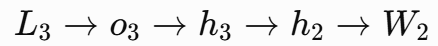 L₃ → o₃ → h₃ → h₂ → W₂